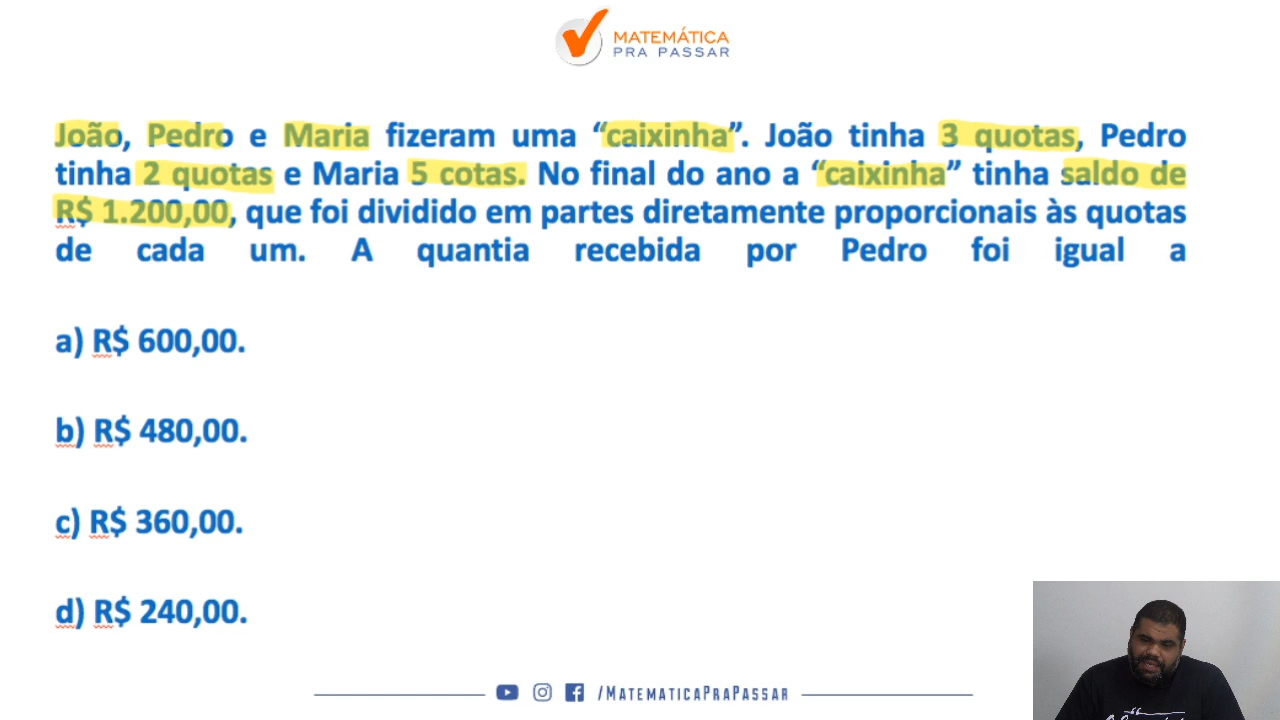 MATEMÁTICA
PRA PASSAR
João, Pedro e Maria fizeram uma “caixinha”. João tinha 3 quotas, Pedro
tinha 2 quotas e Maria 5 cotas. No final do ano a “caixinha” tinha saldo de
R$ 1.200,00, que foi dividido em partes diretamente proporcionais às quotas
de cada um. A quantia recebida por Pedro foi igual a
a) R$ 600,00.
b) R$ 480,00.
c) R$ 360,00.
d) R$ 240,00.
/MATEMATICAPRAPASSAR